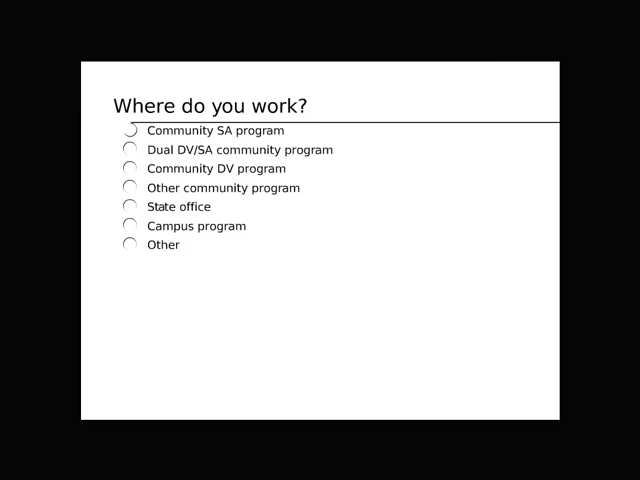 Where do you work?
Community SA program
Dual DV/SA community program
Community DV program
Other community program
State office
Campus program
Other